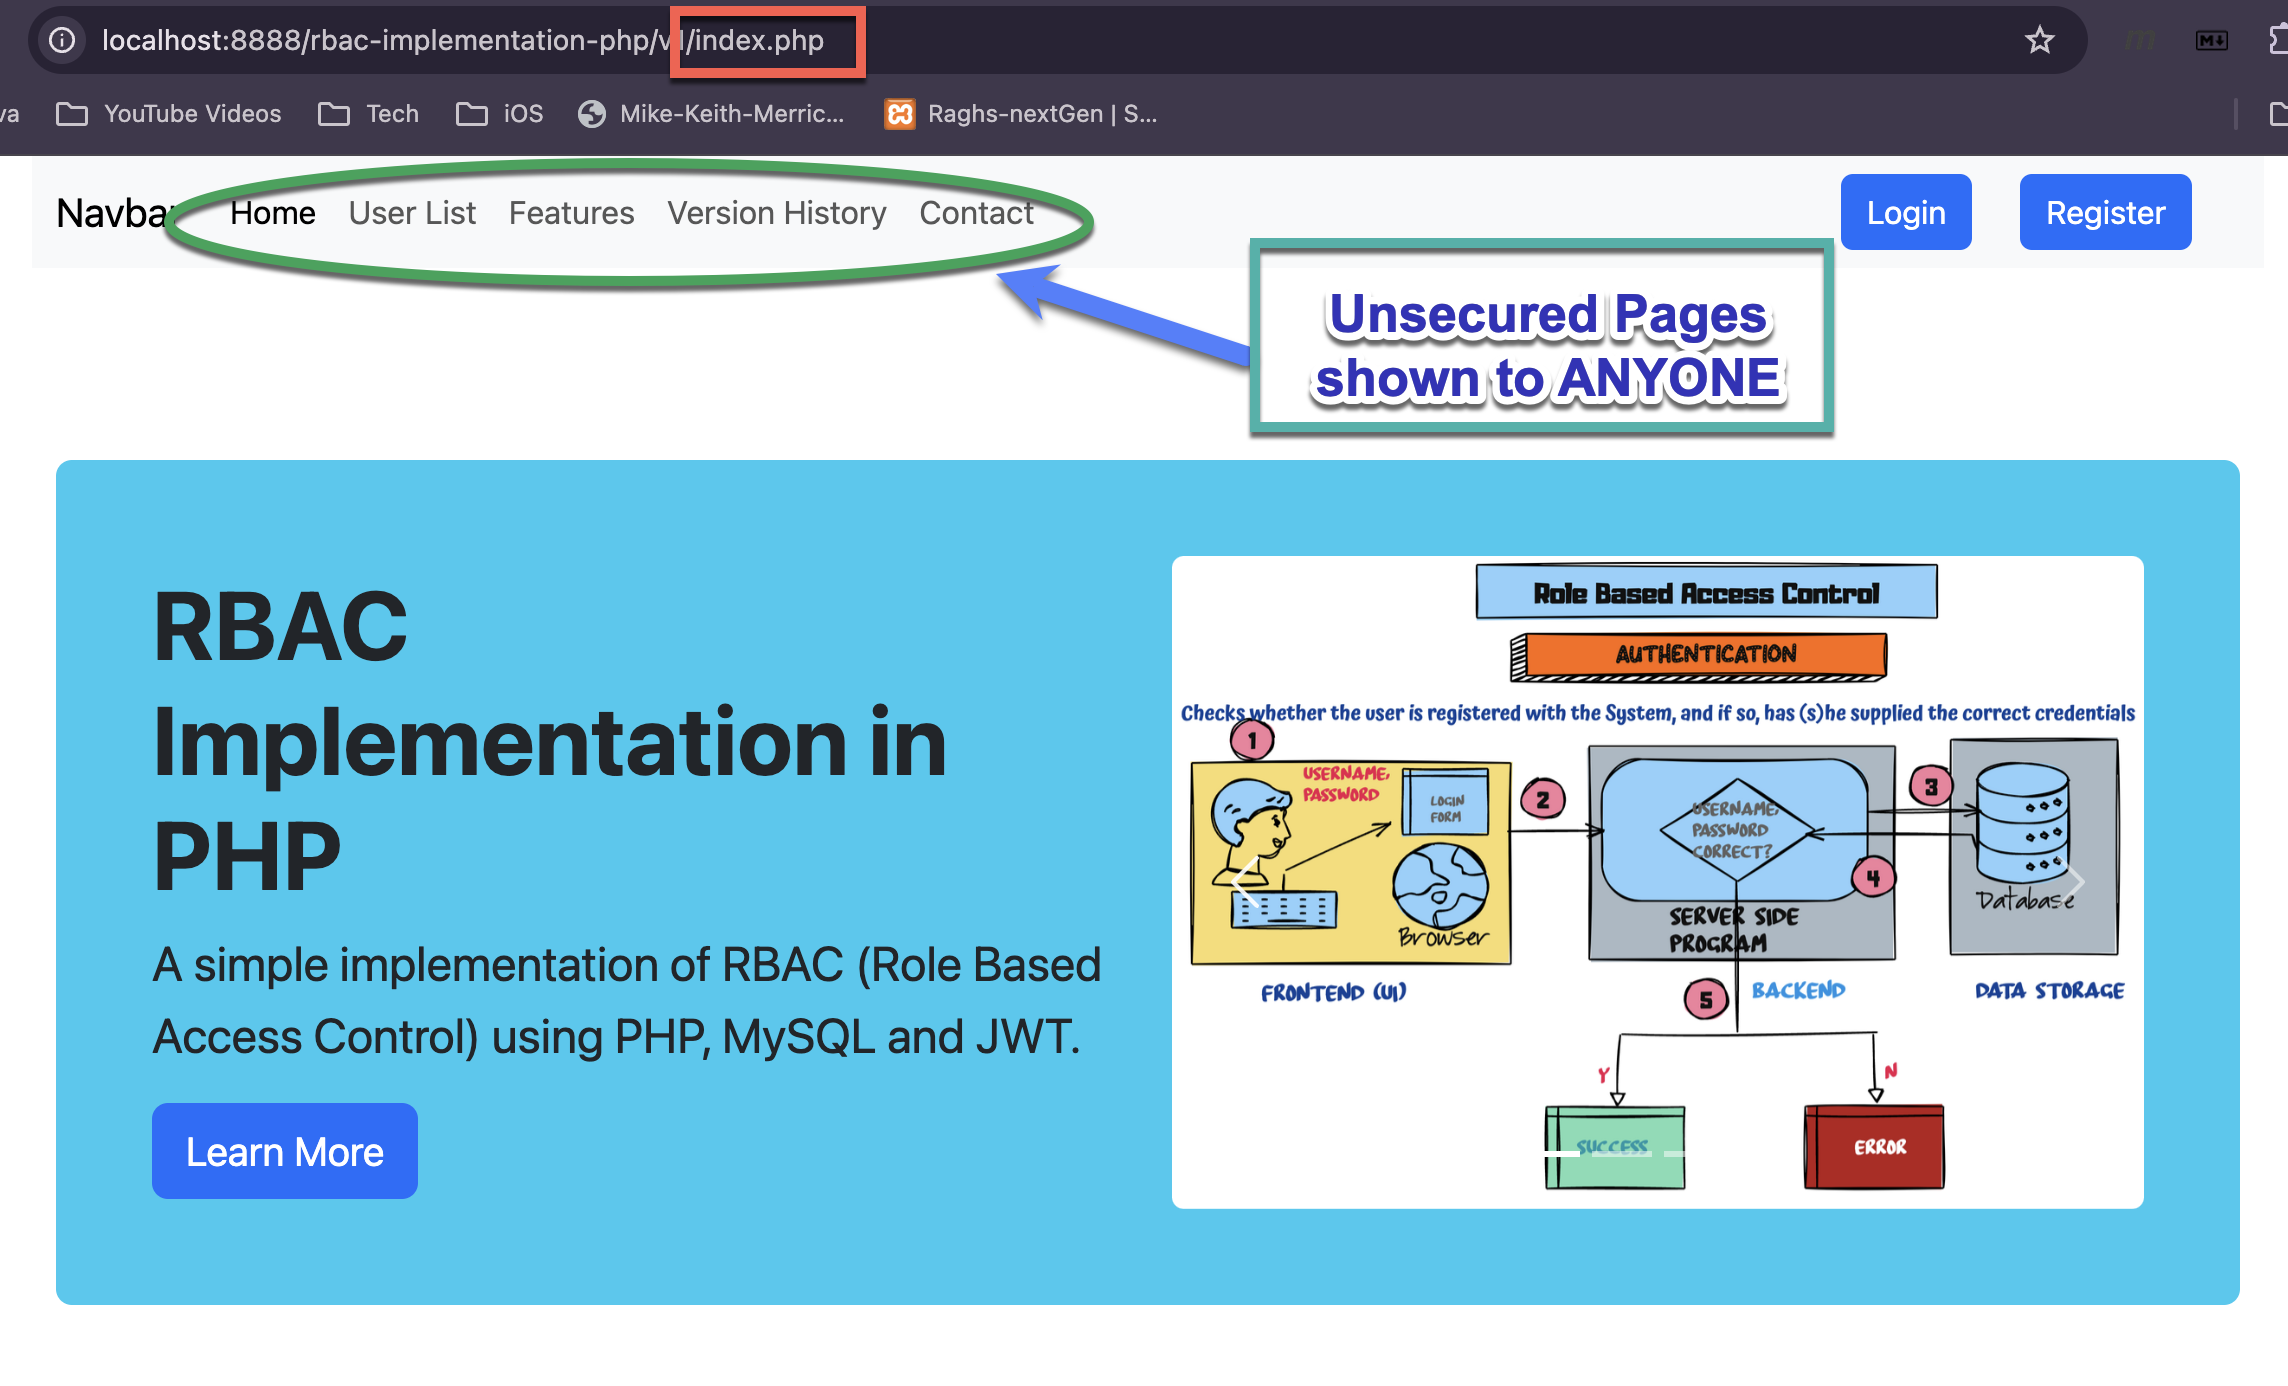 localhost:8888/rbac-implementation-php/v1/index.php
va YouTube Videos Tech iOS Mike-Keith-Merric... Raghs-nextGen | S...
Navbar Home User List Features Version History Contact Login Register
Unsecured Pages
shown to ANYONE
RBAC
Implementation in
PHP
A simple implementation of RBAC (Role Based
Access Control) using PHP, MySQL and JWT.
Learn More
Role Based Access Control
AUTHENTICATION
Checks whether the user is registered with the System, and if so, has (s)he supplied the correct credentials
1
USERNAME,
PASSWORD
LOGIN
FORM
Browser
FRONTEND (UI)
2
USERNAME,
PASSWORD
CORRECT?
SERVER SIDE
PROGRAM
BACKEND
3
4
Database
DATA STORAGE
5
Y
N
SUCCESS
ERROR